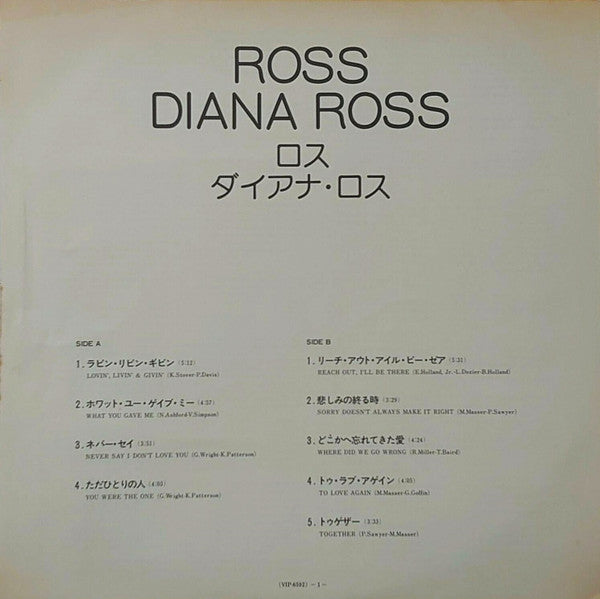 ROSS
DIANA ROSS
ロス
ダイアナ・ロス
SIDE A
1. ラビン・リビン・ギビン (5:12)
LOVIN', LIVIN' & GIVIN' (K.Stover-P.Davis)
2. ホワット・ユー・ゲイブ・ミー (4:37)
WHAT YOU GAVE ME (N.Ashford-V.Simpson)
3. ネバー・セイ (3:51)
NEVER SAY I DON'T LOVE YOU (G.Wright-K.Patterson)
4. ただひとりの人 (4:03)
YOU WERE THE ONE (G.Wright-K.Patterson)
SIDE B
1. リーチ・アウト・アイル・ビー・ゼア (5:31)
REACH OUT, I'LL BE THERE (E.Holland, Jr.-L.Dozier-B.Holland)
2. 悲しみの終る時 (3:29)
SORRY DOESN'T ALWAYS MAKE IT RIGHT (M.Masser-P.Sawyer)
3. どこかへ忘れてきた愛 (4:24)
WHERE DID WE GO WRONG (R.Miller-T.Baird)
4. トゥ・ラブ・アゲイン (4:05)
TO LOVE AGAIN (M.Masser-G.Goffin)
5. トゥゲザー (3:33)
TOGETHER (P.Sawyer-M.Masser)
(VIP-6592) −1−